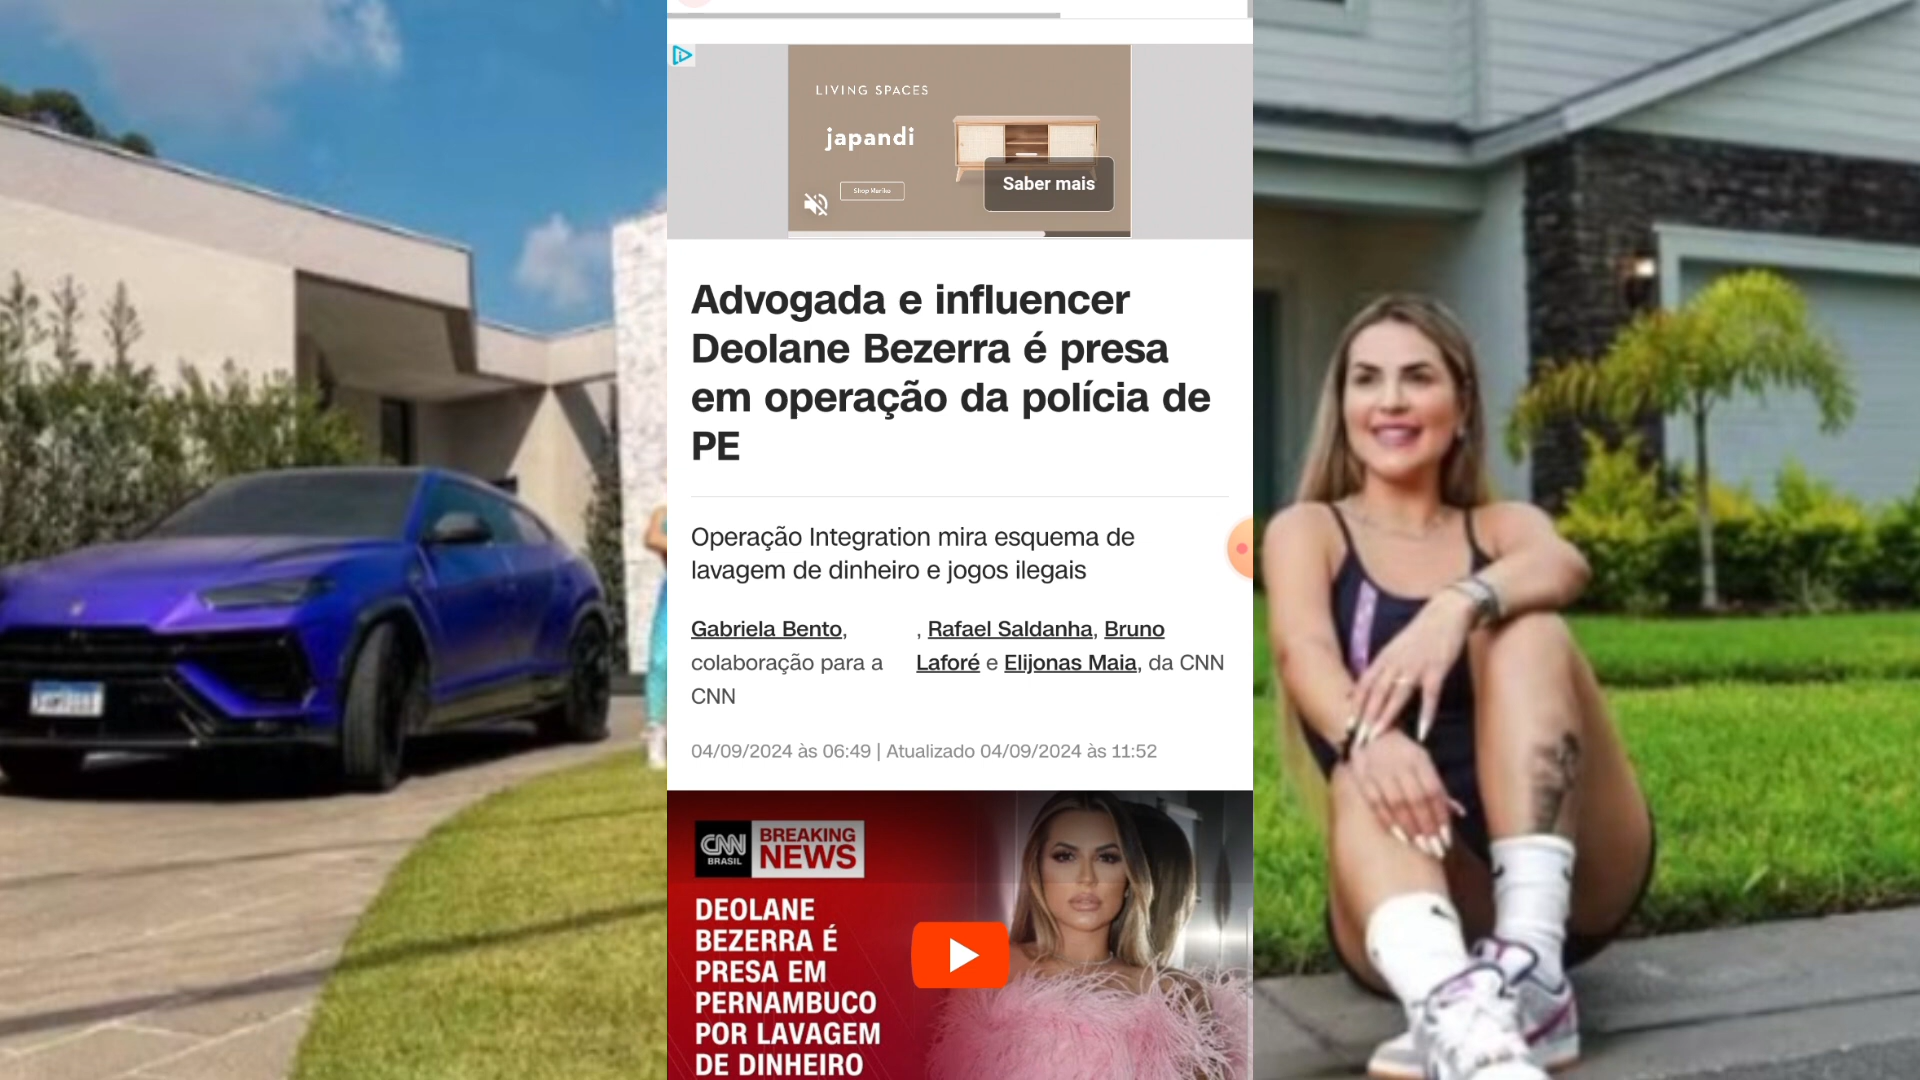 LIVING SPACES
japandi
Shop Marlko
Saber mais
Advogada e influencer
Deolane Bezerra é presa
em operação da polícia de
PE
Operação Integration mira esquema de
lavagem de dinheiro e jogos ilegais
Gabriela Bento,
colaboração para a
CNN
, Rafael Saldanha, Bruno
Laforé e Elijonas Maia, da CNN
04/09/2024 às 06:49 | Atualizado 04/09/2024 às 11:52
CNN
BRASIL
BREAKING
NEWS
DEOLANE
BEZERRA É
PRESA EM
PERNAMBUCO
POR LAVAGEM
DE DINHEIRO